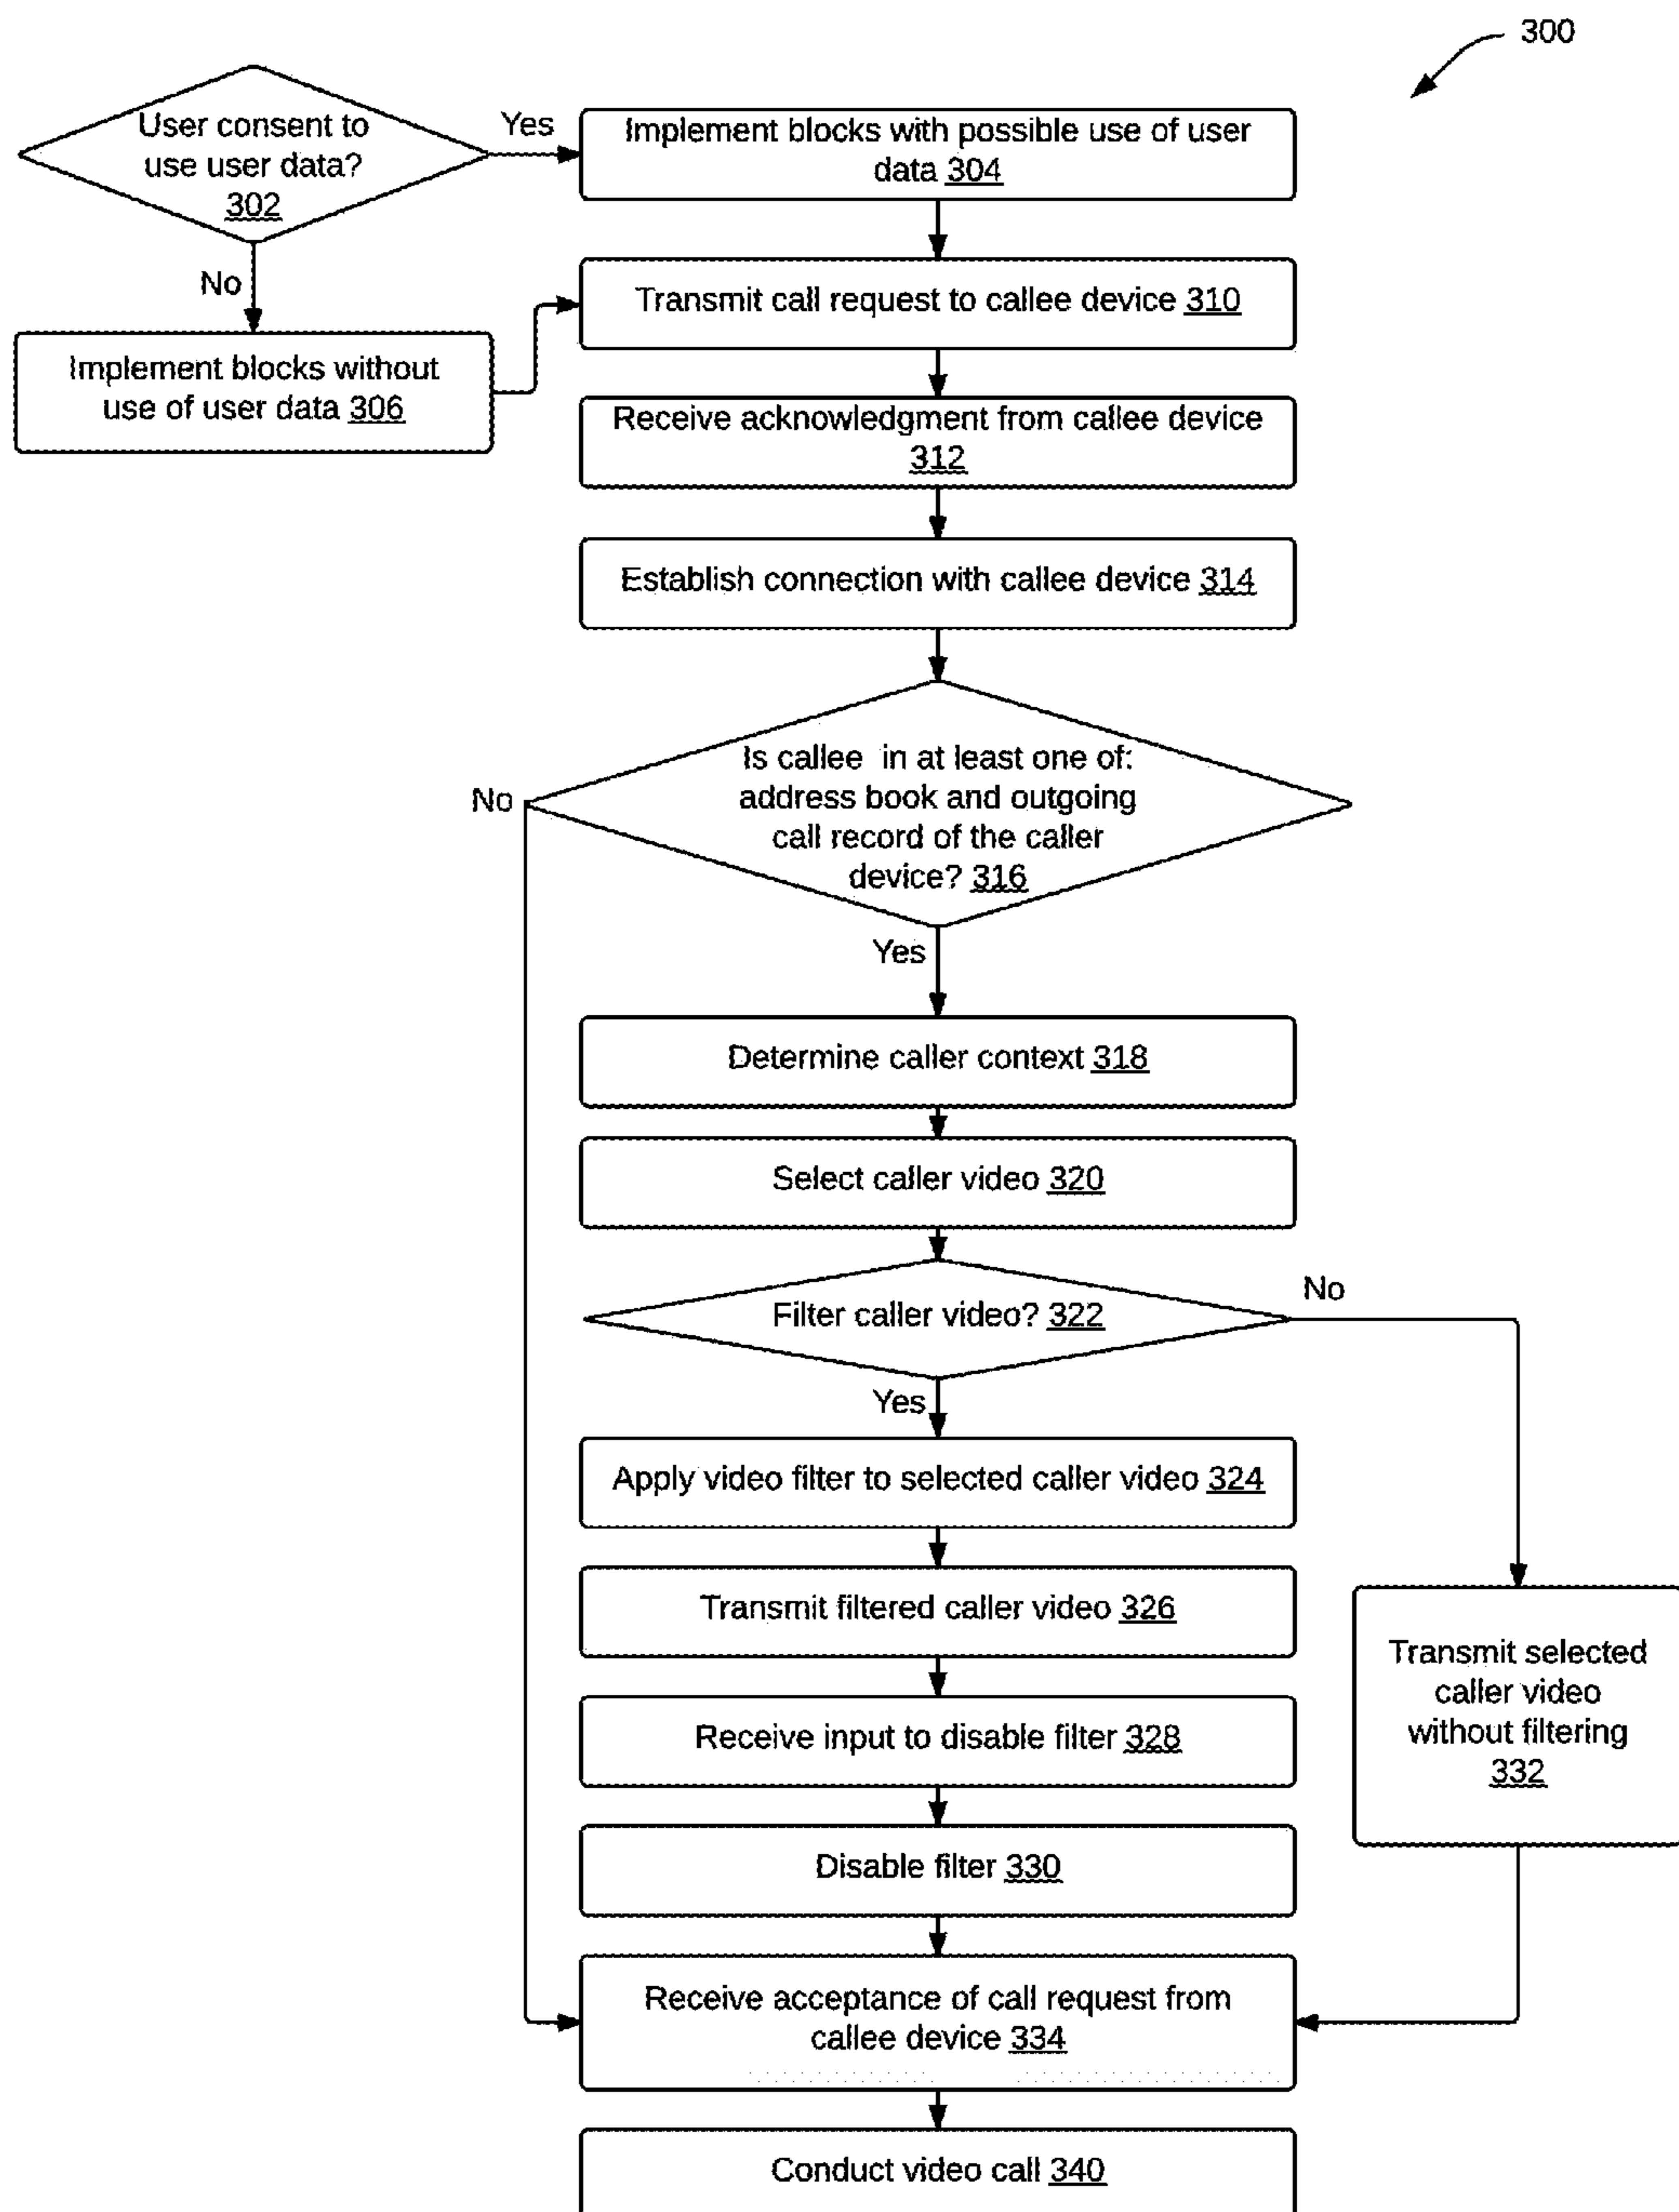 300
User consent to
use user data?
302
Yes
Implement blocks with possible use of user
data 304
No
Transmit call request to callee device 310
Implement blocks without
use of user data 306
Receive acknowledgment from callee device
312
Establish connection with callee device 314
Is callee in at least one of:
address book and outgoing
call record of the caller
device? 316
No
Yes
Determine caller context 318
Select caller video 320
Filter caller video? 322
No
Yes
Apply video filter to selected caller video 324
Transmit filtered caller video 326
Receive input to disable filter 328
Transmit selected
caller video
without filtering
332
Disable filter 330
Receive acceptance of call request from
callee device 334
Conduct video call 340